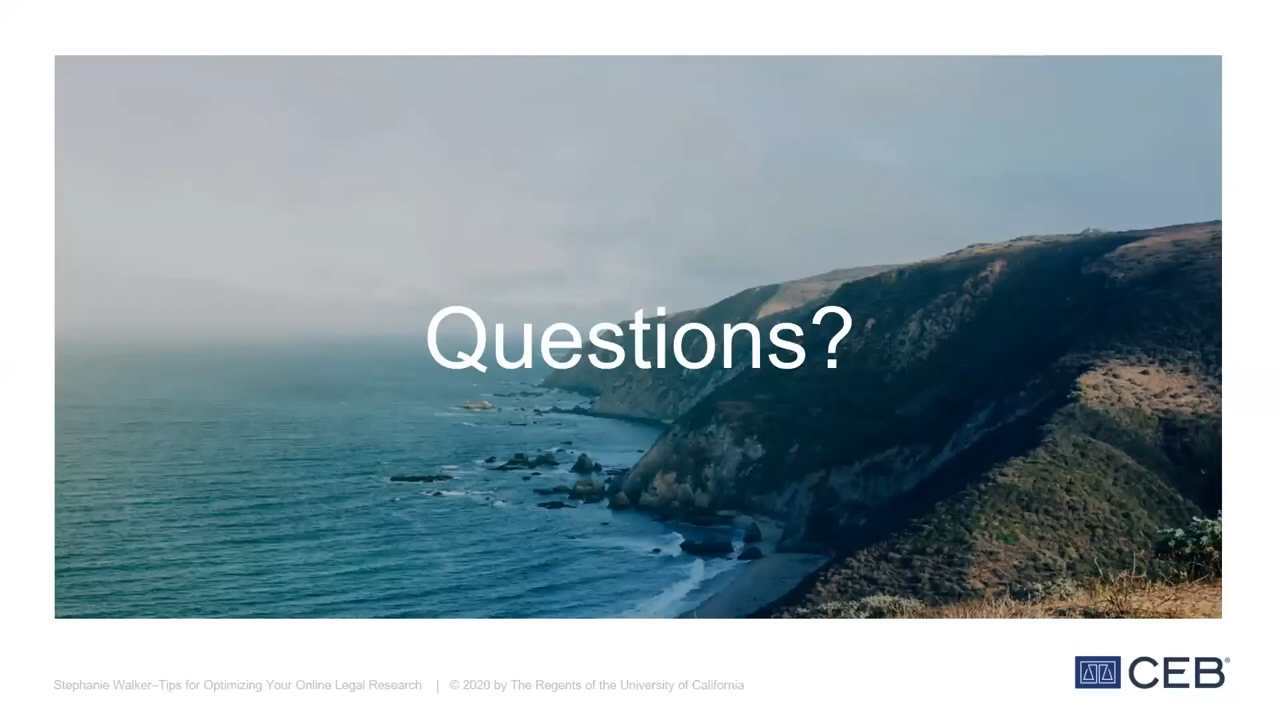 Questions?
Stephanie Walker–Tips for Optimizing Your Online Legal Research | © 2020 by The Regents of the University of California
CEB®